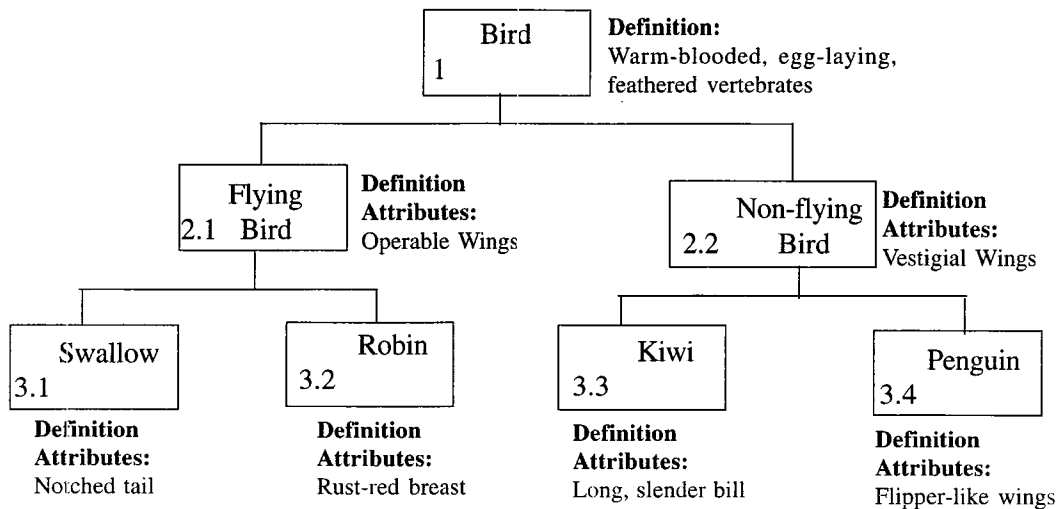 Bird
1
Definition:
Warm-blooded, egg-laying,
feathered vertebrates
Flying
2.1 Bird
Definition
Attributes:
Operable Wings
Non-flying
2.2 Bird
Definition
Attributes:
Vestigial Wings
Swallow
3.1
Definition
Attributes:
Notched tail
Robin
3.2
Definition
Attributes:
Rust-red breast
Kiwi
3.3
Definition
Attributes:
Long, slender bill
Penguin
3.4
Definition
Attributes:
Flipper-like wings